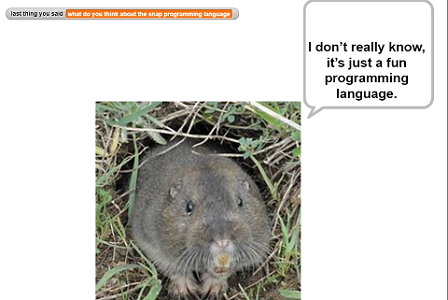 last thing you said what do you think about the snap programming language
I don't really know,
it's just a fun
programming
language.